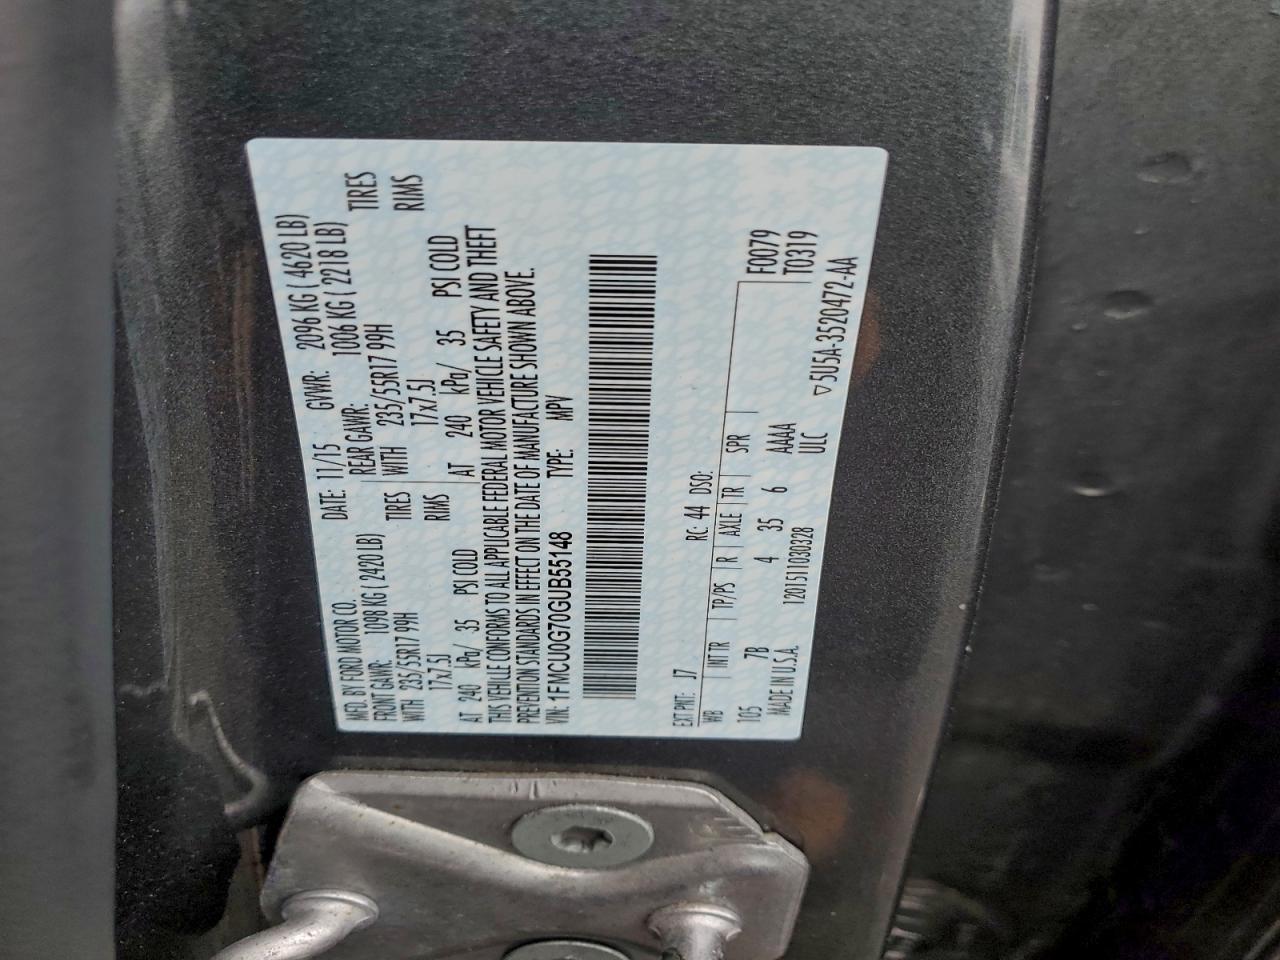 MFD. BY FORD MOTOR CO. DATE: 11/15 GVWR: 2096 KG ( 4620 LB)
FRONT GAWR: 1098 KG ( 2420 LB) REAR GAWR: 1006 KG ( 2218 LB)
WITH 235/55R17 99H TIRES WITH 235/55R17 99H TIRES
17x7.5J RIMS 17x7.5J RIMS
AT 240 kPa/ 35 PSI COLD AT 240 kPa/ 35 PSI COLD
THIS VEHICLE CONFORMS TO ALL APPLICABLE FEDERAL MOTOR VEHICLE SAFETY AND THEFT
PREVENTION STANDARDS IN EFFECT ON THE DATE OF MANUFACTURE SHOWN ABOVE.
VIN: 1FMCU0G70GUB55148 TYPE: MPV
EXT PNT: J7 RC: 44 DSO: F0079
WB INT TR TP/PS R AXLE TR SPR T0319
105 7B 4 35 6 AAAA
MADE IN U.S.A. 120151103032​8 ULC
▽5U5A-3520472-AA